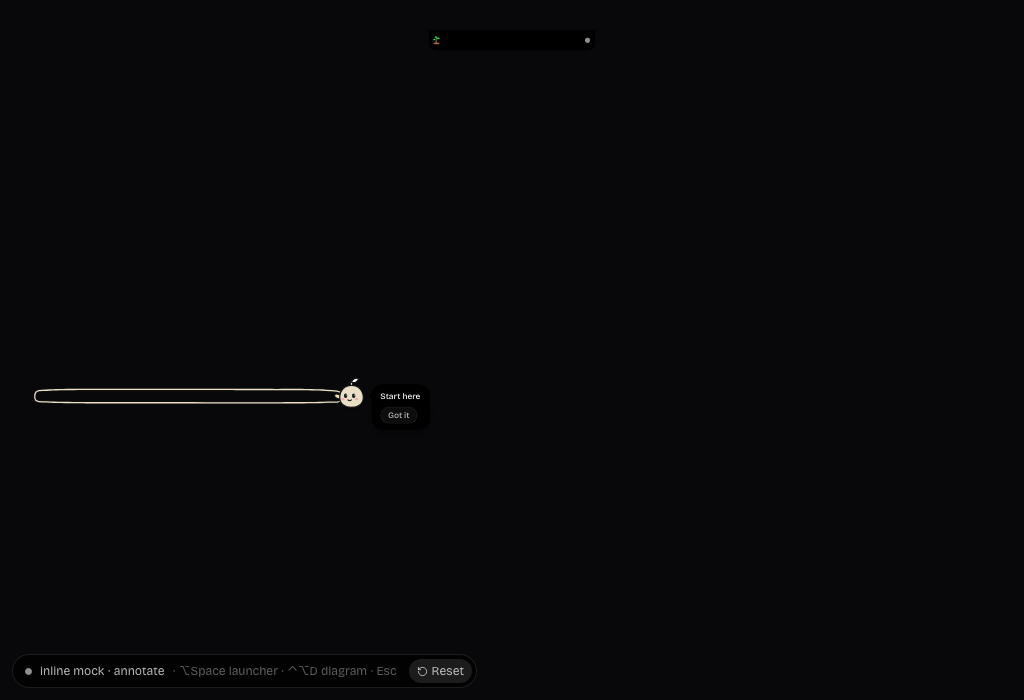 Start here
Got it
inline mock · annotate · ⌥Space launcher · ^⌥D diagram · Esc Reset